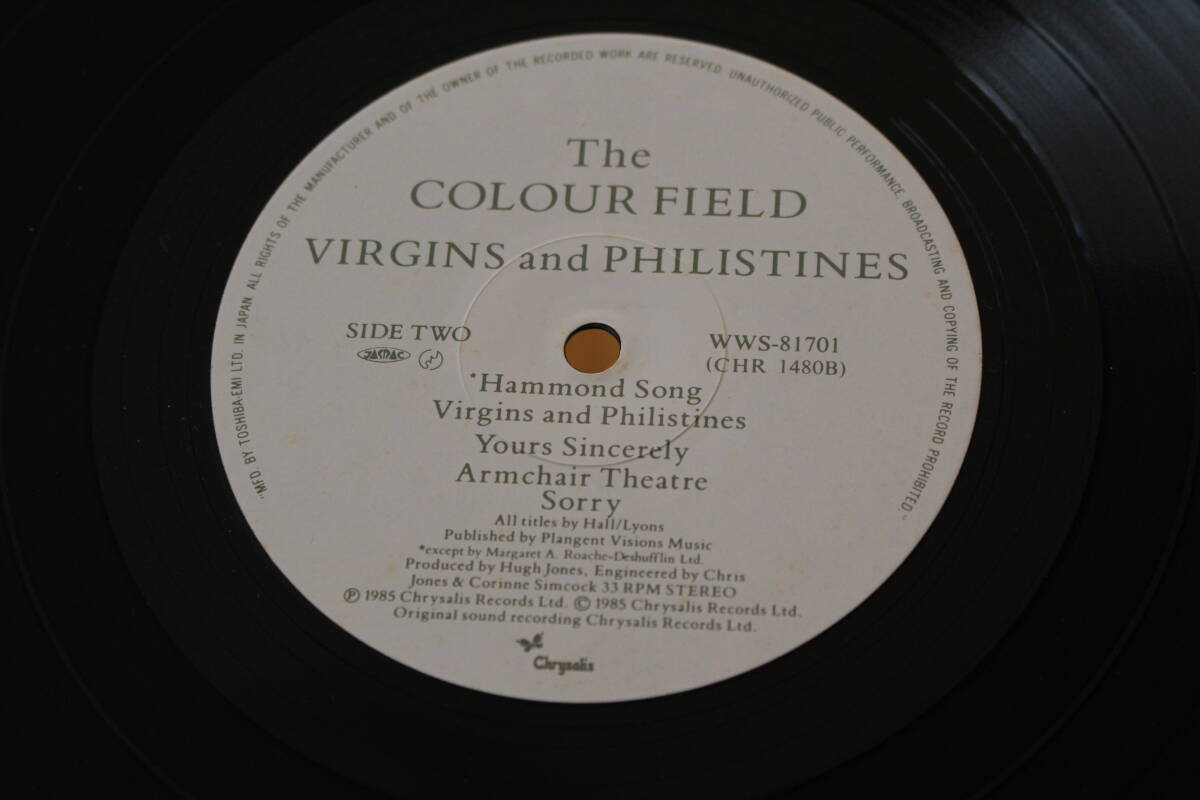 "MFD. BY TOSHIBA-EMI LTD. IN JAPAN. ALL RIGHTS OF THE MANUFACTURER AND OF THE OWNER OF THE RECORDED WORK ARE RESERVED. UNAUTHORIZED PUBLIC PERFORMANCE, BROADCASTING AND COPYING OF THE RECORD PROHIBITED."
The
COLOUR FIELD
VIRGINS and PHILISTINES
SIDE TWO
JASRAC
WWS-81701
(CHR 1480B)
*Hammond Song
Virgins and Philistines
Yours Sincerely
Armchair Theatre
Sorry
All titles by Hall/Lyons
Published by Plangent Visions Music
*except by Margaret A. Roache-Deshufflin Ltd.
Produced by Hugh Jones, Engineered by Chris
Jones & Corinne Simcock 33 RPM STEREO
Ⓟ 1985 Chrysalis Records Ltd. © 1985 Chrysalis Records Ltd.
Original sound recording Chrysalis Records Ltd.
Chrysalis